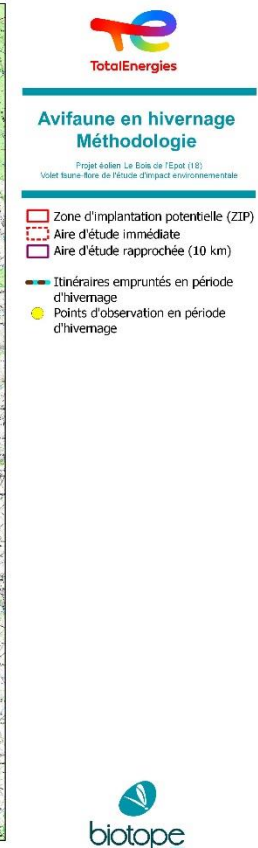 TotalEnergies
Avifaune en hivernage
Méthodologie
Projet éolien Le Bois de l'Epot (18)
Volet faune-flore de l'étude d'impact environnementale
Zone d'implantation potentielle (ZIP)
Aire d'étude immédiate
Aire d'étude rapprochée (10 km)
Itinéraires empruntés en période
d'hivernage
Points d'observation en période
d'hivernage
biotope